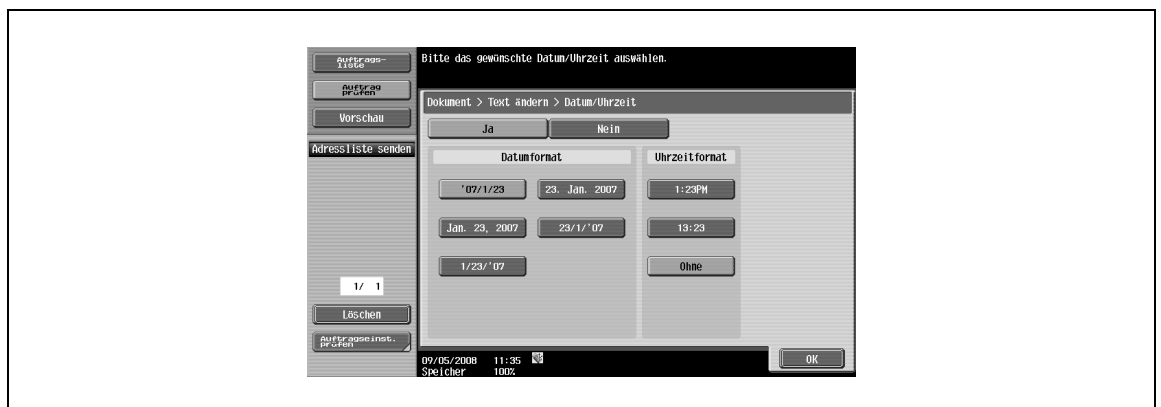 Auftrags-
liste
Auftrag
prüfen
Vorschau
Adressliste senden
1/ 1
Löschen
Auftragseinst.
prüfen
Bitte das gewünschte Datum/Uhrzeit auswählen.
Dokument > Text ändern > Datum/Uhrzeit
Ja Nein
Datumformat Uhrzeitformat
'07/1/23 23. Jan. 2007 1:23PM
Jan. 23, 2007 23/1/'07 13:23
1/23/'07 Ohne
09/05/2008 11:35
Speicher 100%
OK